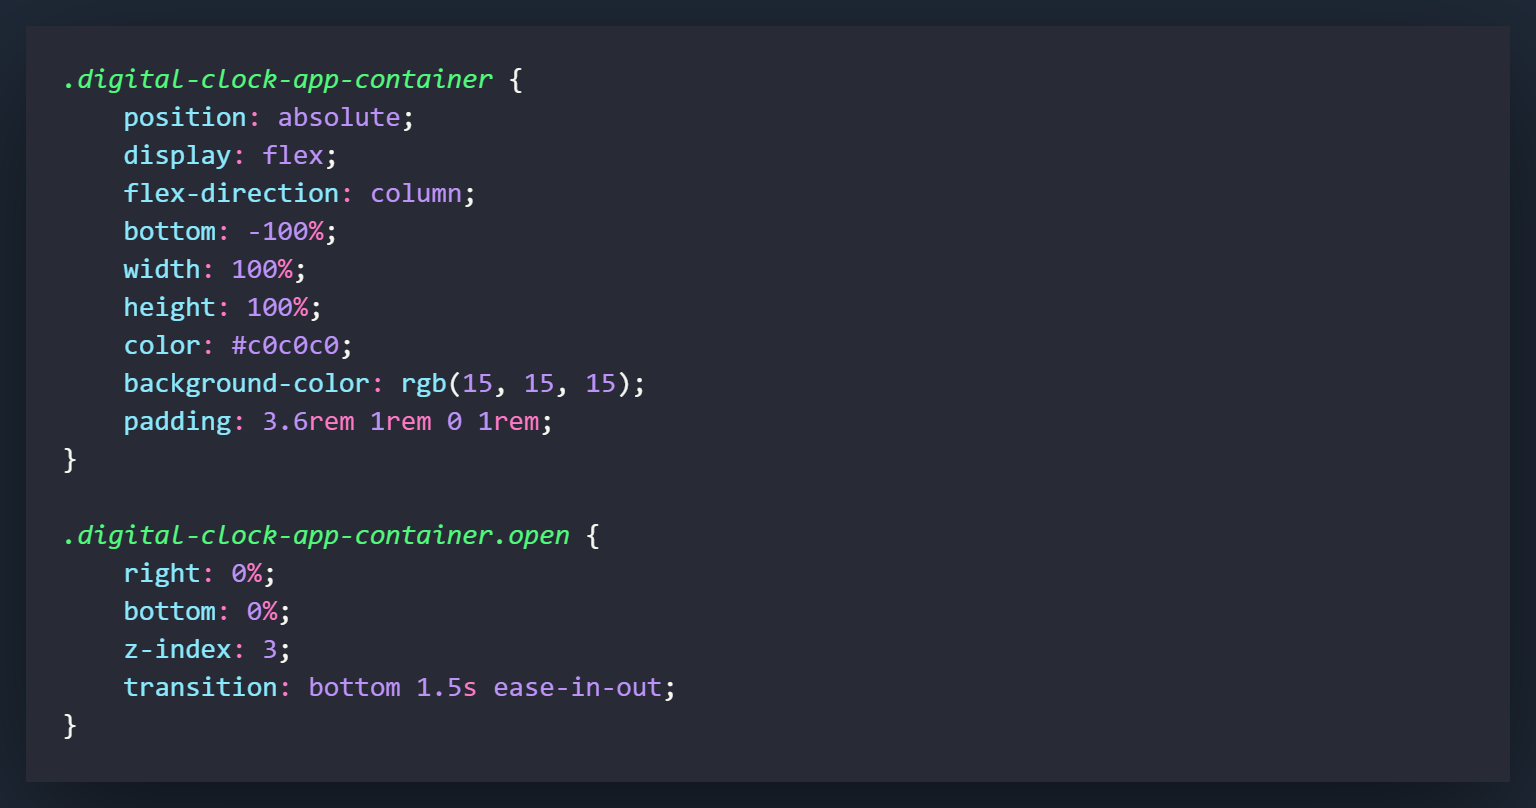 .digital-clock-app-container {
    position: absolute;
    display: flex;
    flex-direction: column;
    bottom: -100%;
    width: 100%;
    height: 100%;
    color: #c0c0c0;
    background-color: rgb(15, 15, 15);
    padding: 3.6rem 1rem 0 1rem;
}

.digital-clock-app-container.open {
    right: 0%;
    bottom: 0%;
    z-index: 3;
    transition: bottom 1.5s ease-in-out;
}